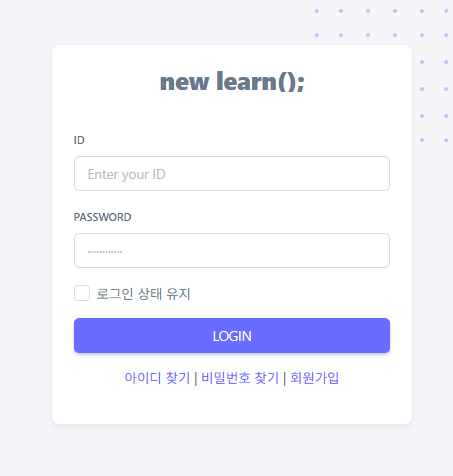 new learn();
ID
Enter your ID
PASSWORD
············
로그인 상태 유지
LOGIN
아이디 찾기 | 비밀번호 찾기 | 회원가입